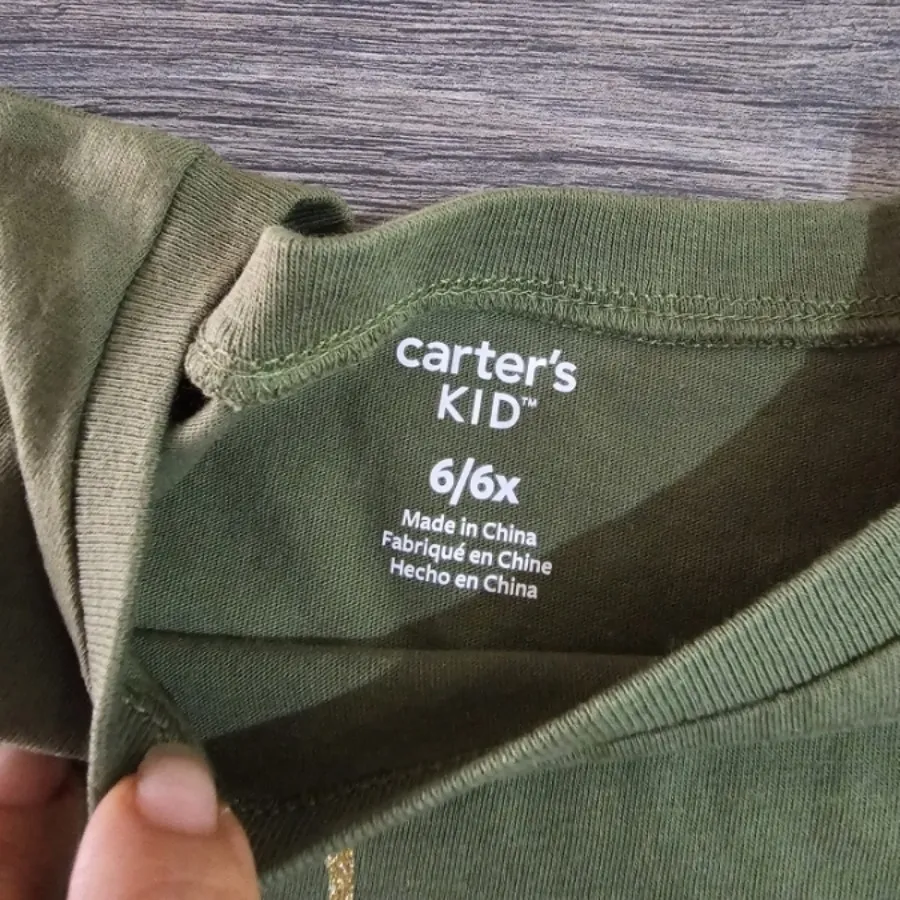 carter's
KID™
6/6x
Made in China
Fabriqué en Chine
Hecho en China